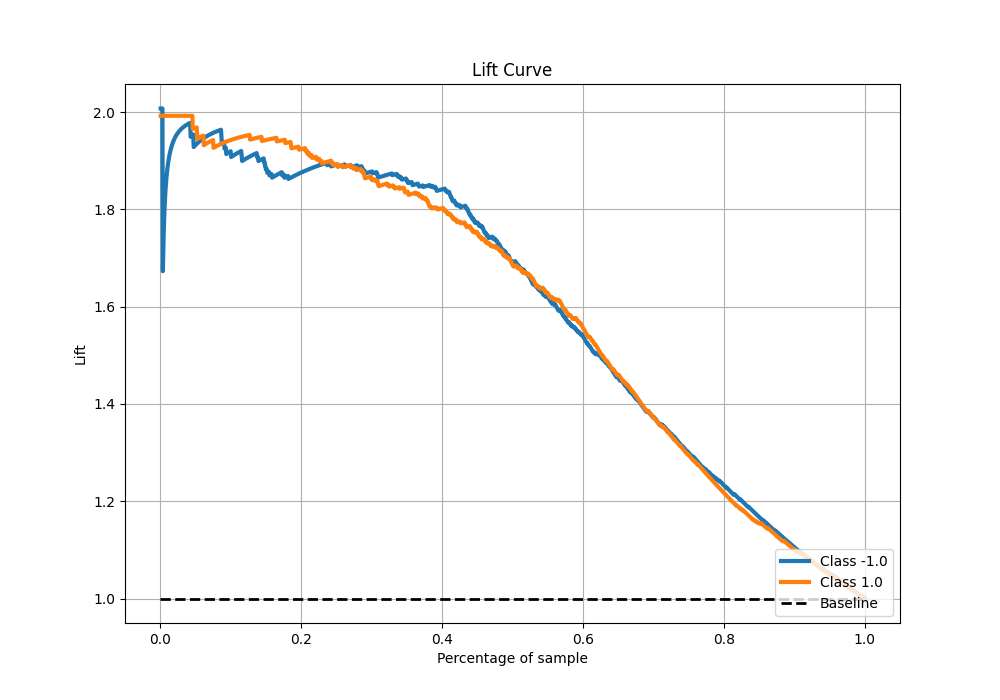 Lift Curve
2.0
1.8
1.6
1.4
1.2
1.0
Lift
0.0 0.2 0.4 0.6 0.8 1.0
Percentage of sample
Class -1.0
Class 1.0
Baseline